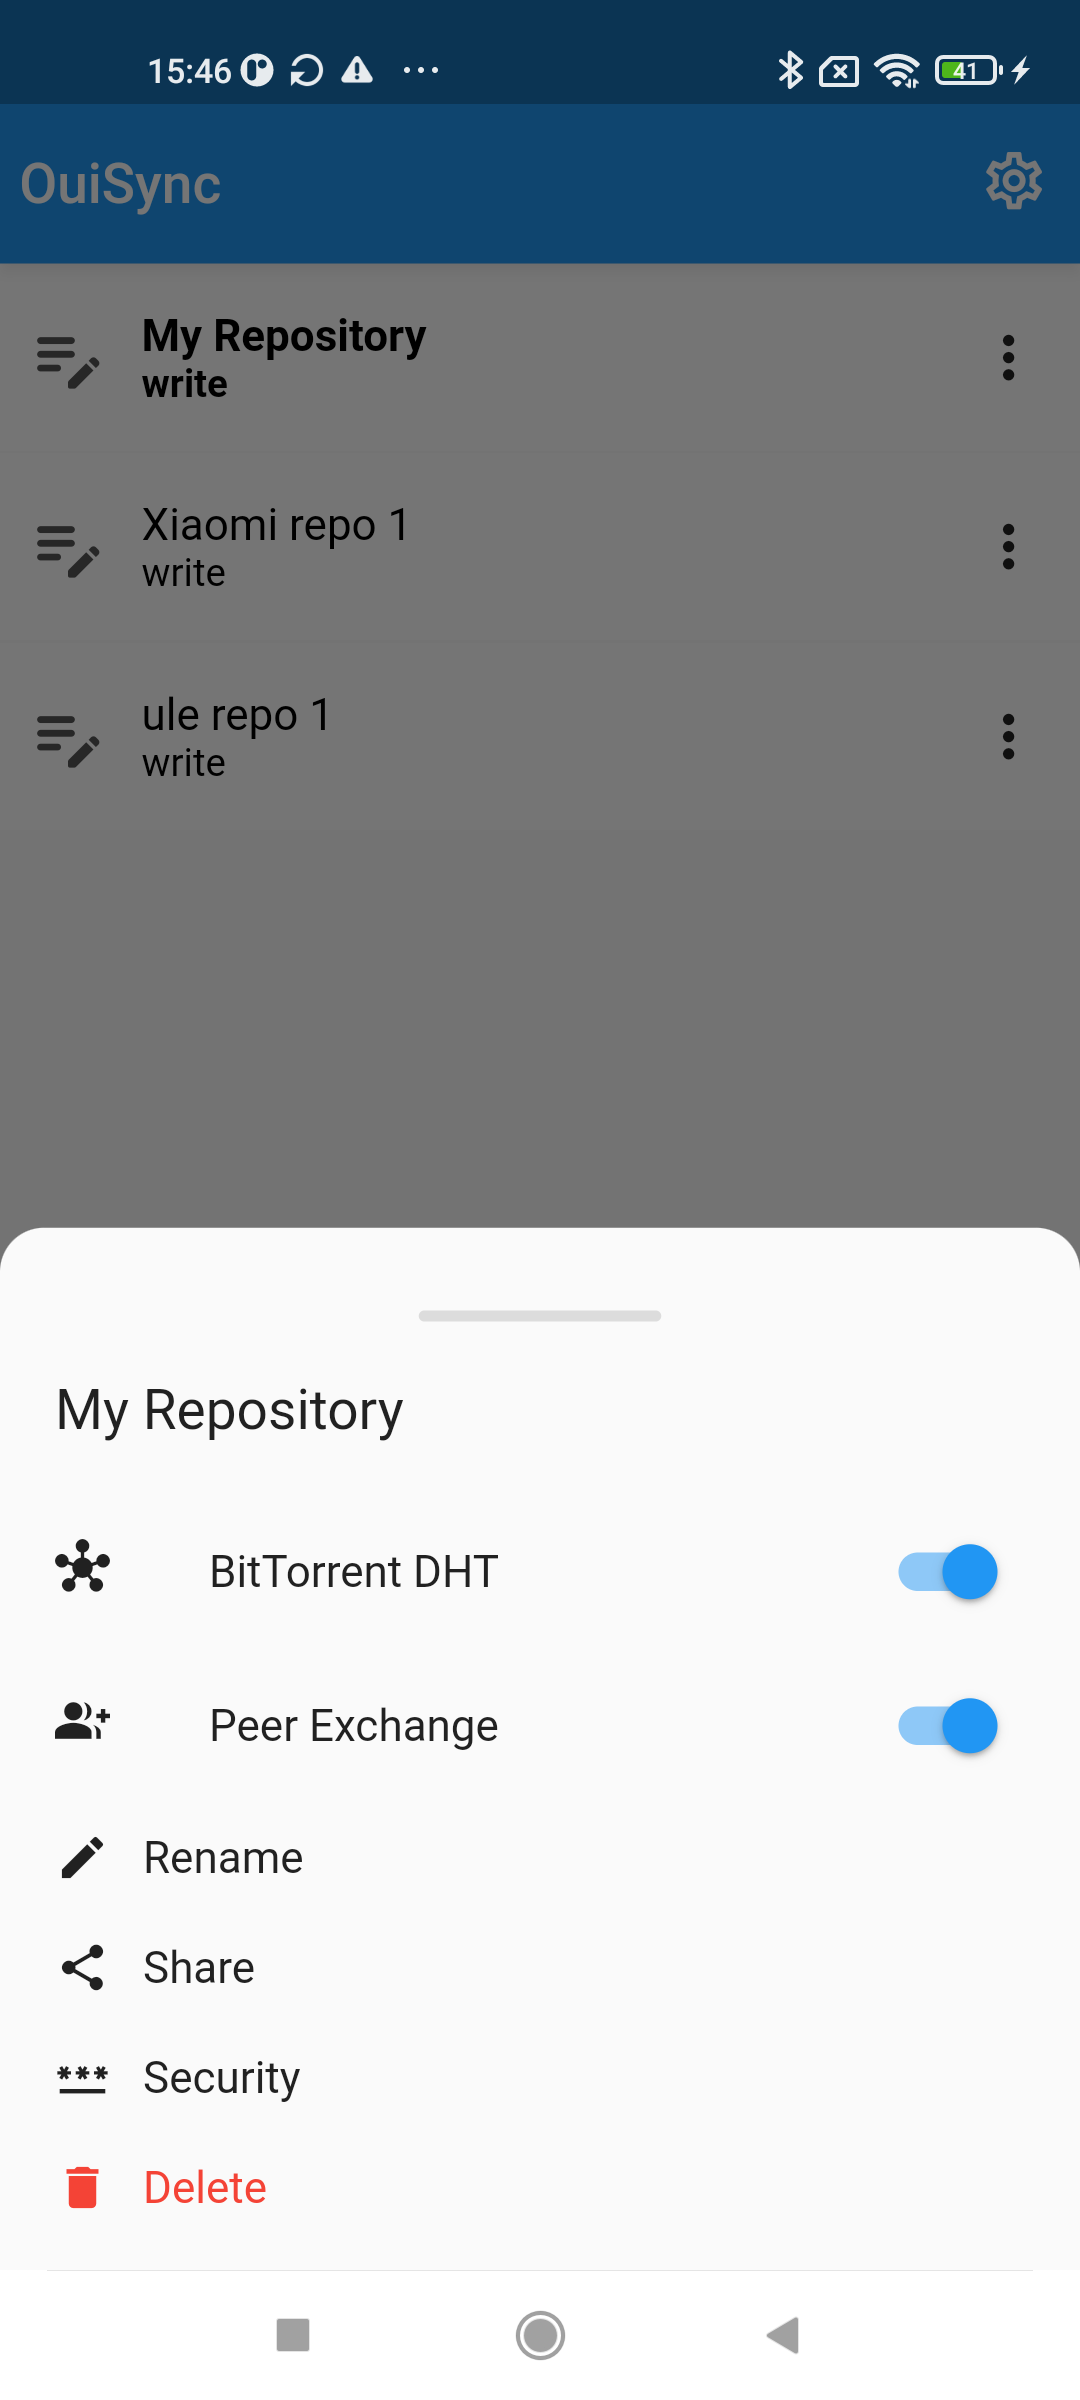 15:46
41
OuiSync
My Repository
write
Xiaomi repo 1
write
ule repo 1
write
My Repository
BitTorrent DHT
Peer Exchange
Rename
Share
Security
Delete